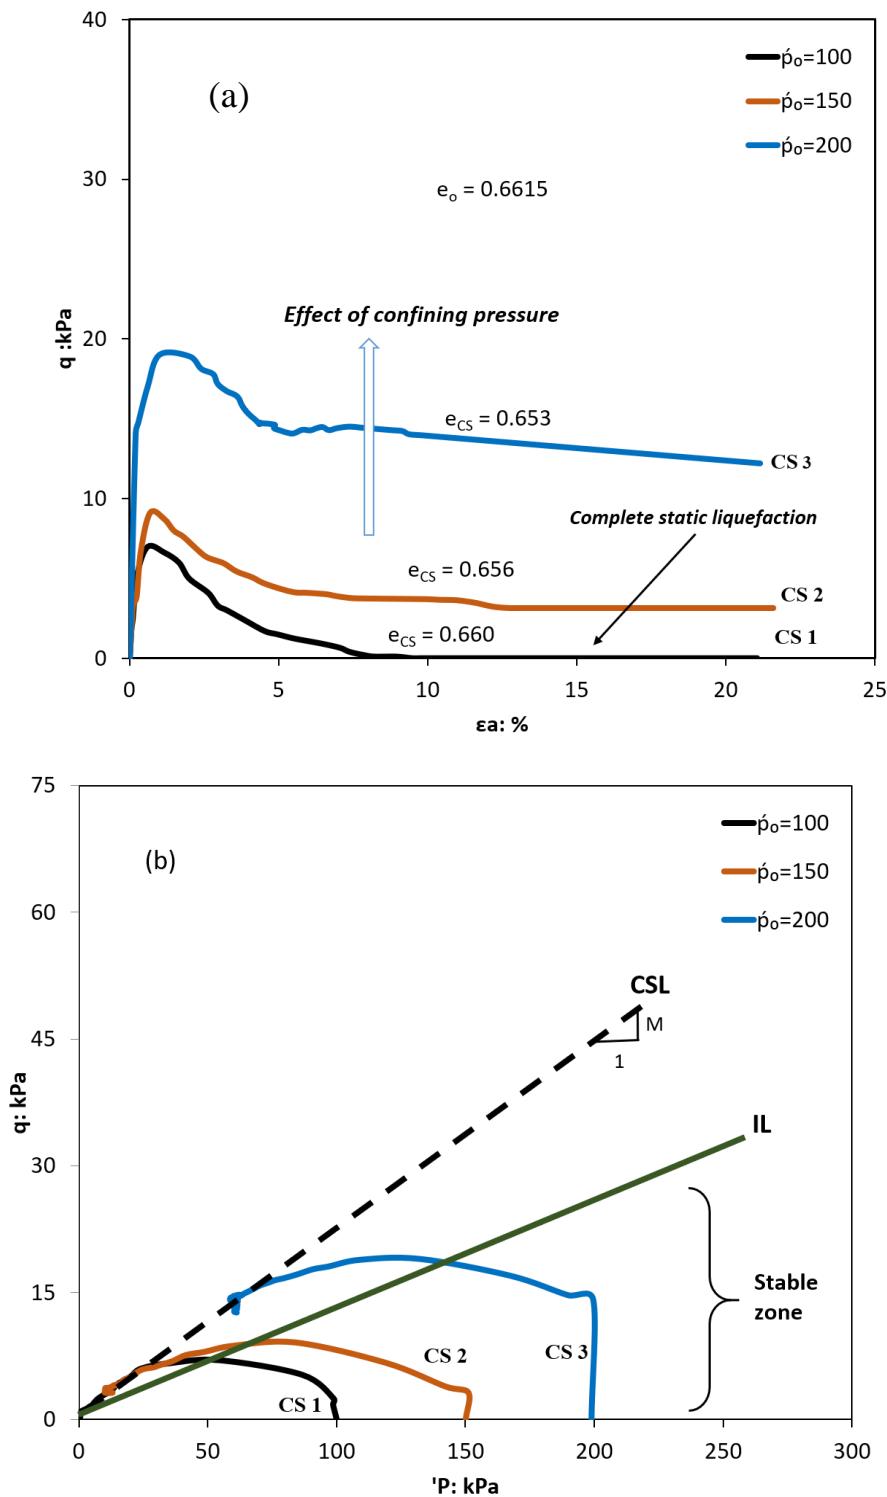 40
ṕₒ=100
(a)
ṕₒ=150
ṕₒ=200
30
eₒ = 0.6615
Effect of confining pressure
q :kPa
20
e_CS = 0.653
CS 3
10
Complete static liquefaction
e_CS = 0.656
CS 2
e_CS = 0.660
CS 1
0
0 5 10 15 20 25
εa: %
75
ṕₒ=100
(b)
ṕₒ=150
60
ṕₒ=200
CSL
M
45
1
q: kPa
IL
30
Stable
zone
15
CS 2
CS 3
CS 1
0
0 50 100 150 200 250 300
'P: kPa